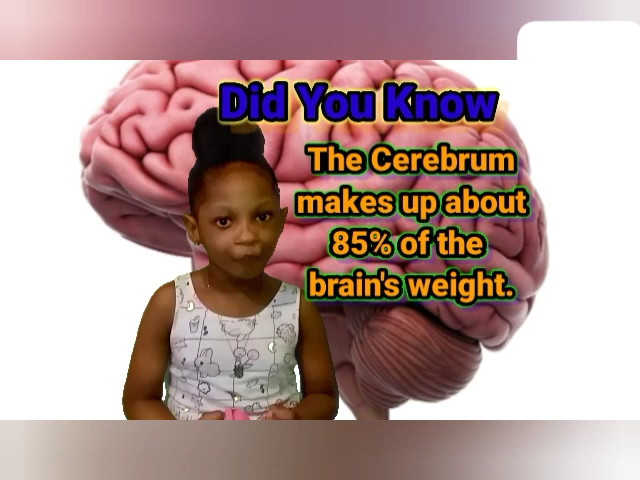 Did You Know
The Cerebrum
makes up about
85% of the
brain's weight.